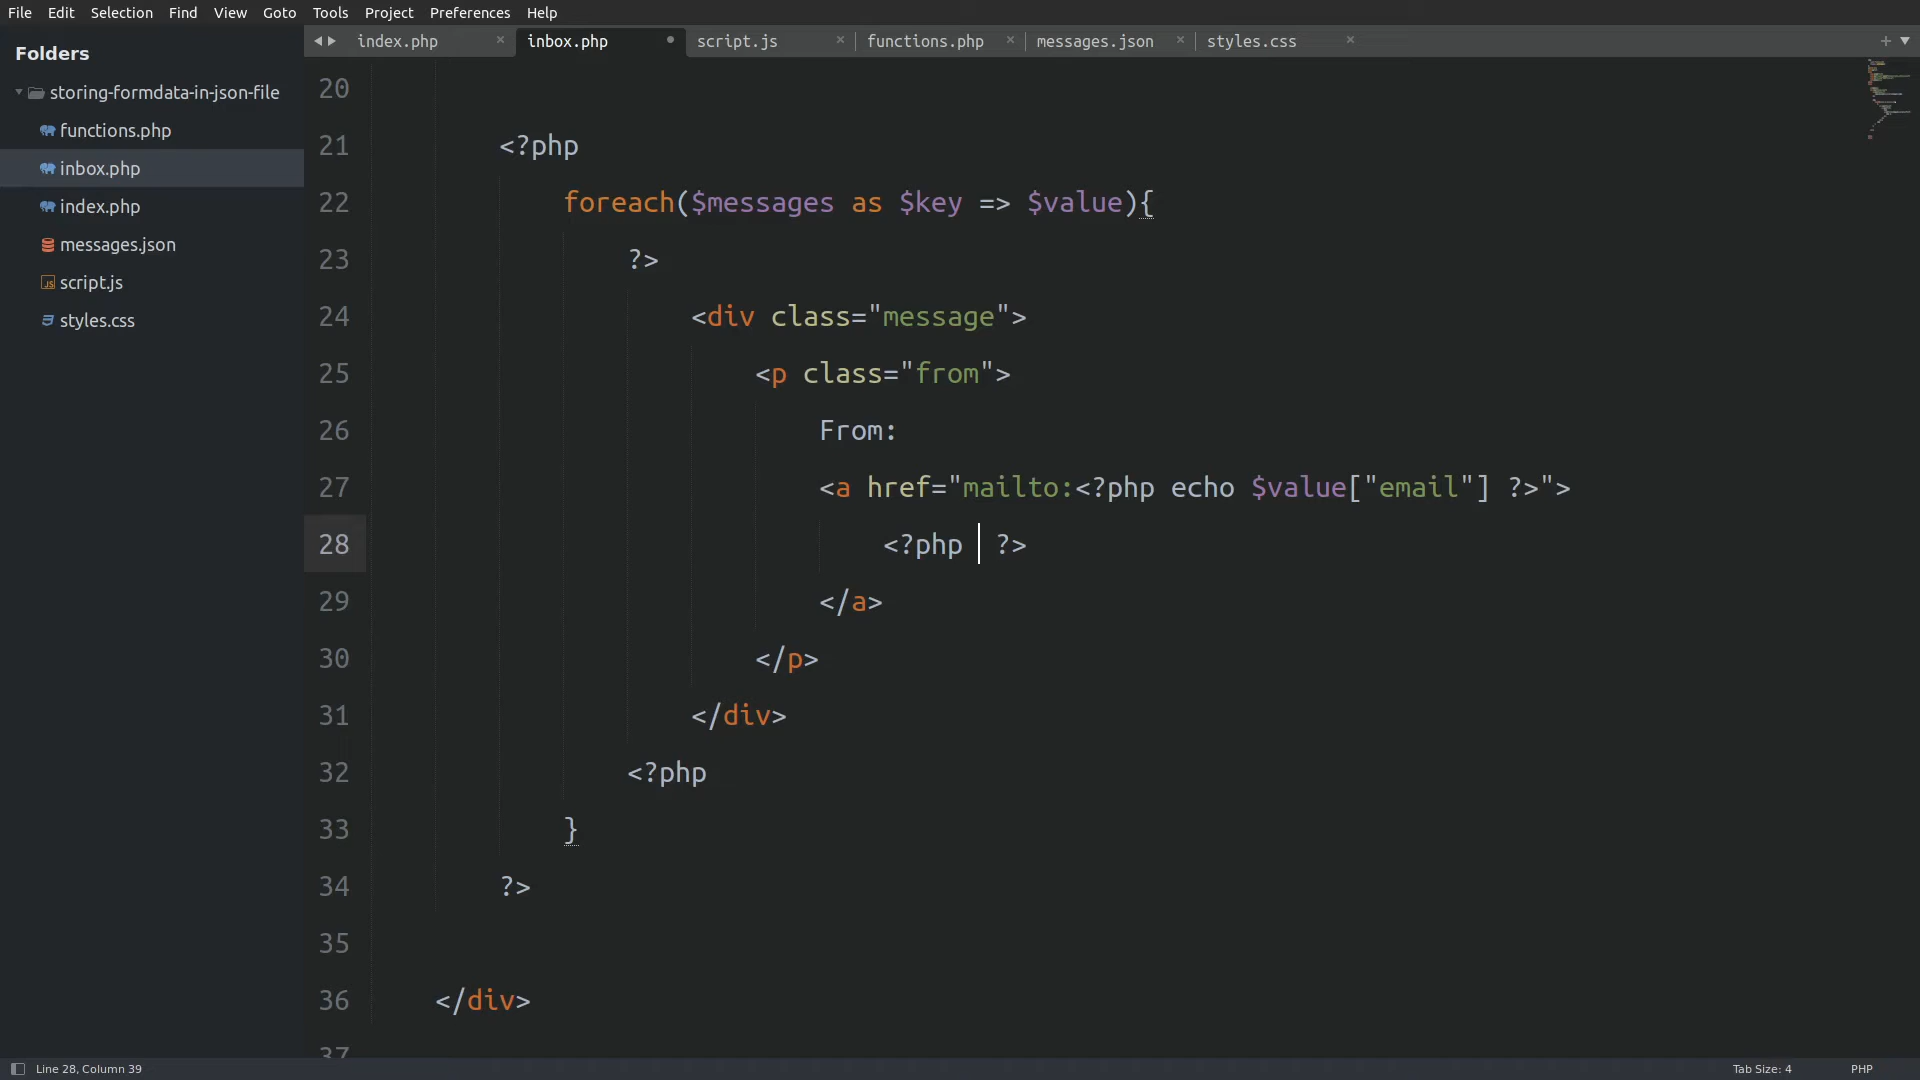 File Edit Selection Find View Goto Tools Project Preferences Help
Folders
storing-formdata-in-json-file
functions.php
inbox.php
index.php
messages.json
script.js
styles.css
index.php × inbox.php script.js × functions.php × messages.json × styles.css ×
20
21 <?php
22 foreach($messages as $key => $value){
23 ?>
24 <div class="message">
25 <p class="from">
26 From:
27 <a href="mailto:<?php echo $value["email"] ?>">
28 <?php ?>
29 </a>
30 </p>
31 </div>
32 <?php
33 }
34 ?>
35
36 </div>
37
Line 28, Column 39
Tab Size: 4
PHP